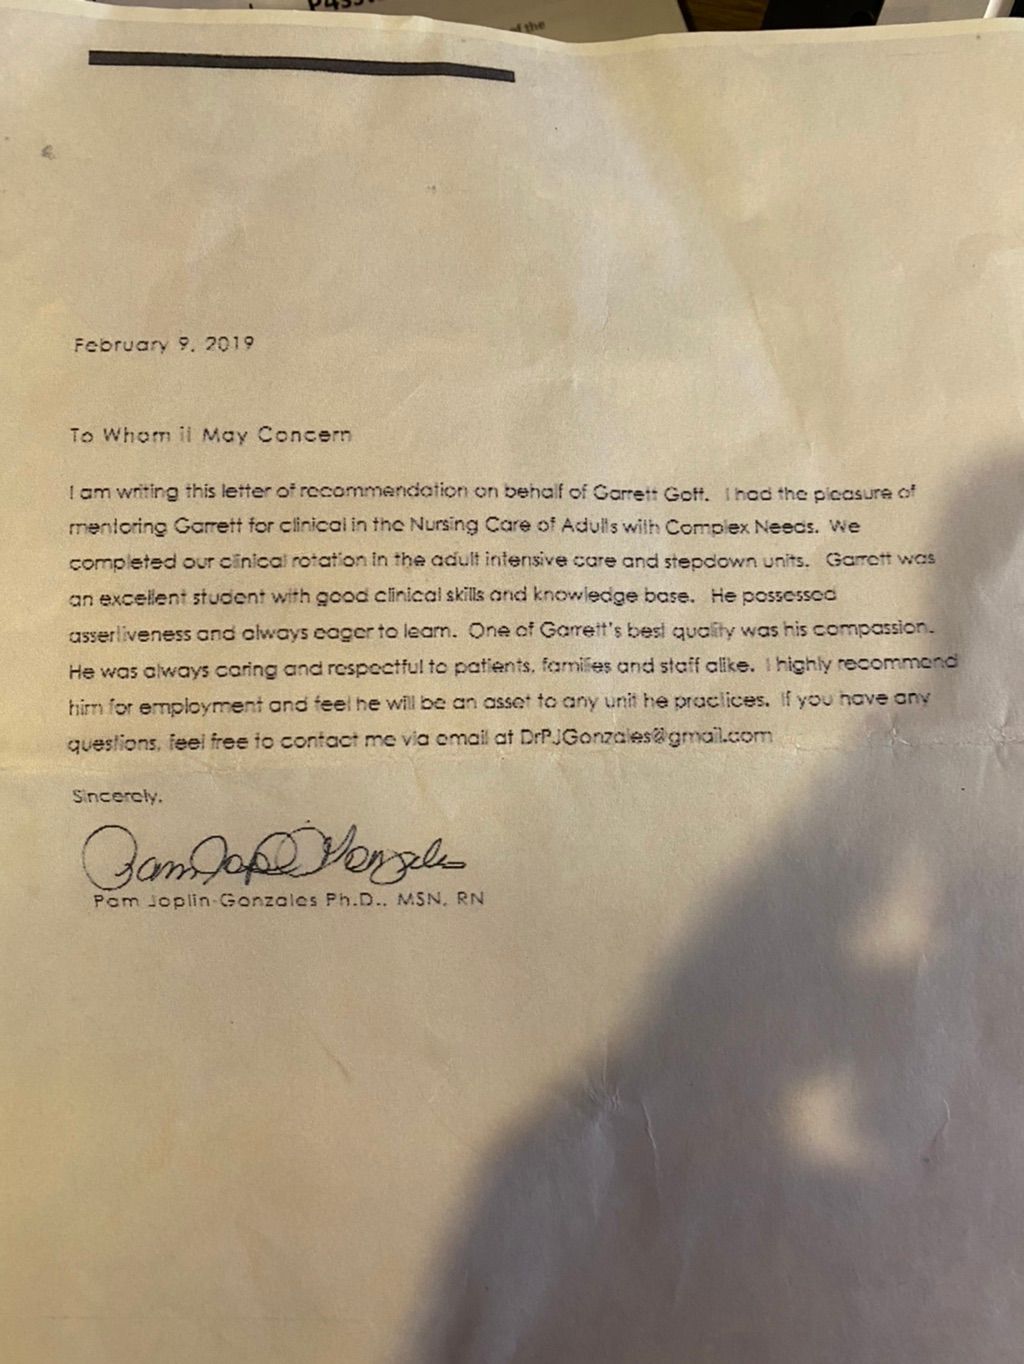 of the
February 9, 2019
To Whom it May Concern
I am writing this letter of recommendation on behalf of Garrett Goff. I had the pleasure of
mentoring Garrett for clinical in the Nursing Care of Adults with Complex Needs. We
completed our clinical rotation in the adult intensive care and stepdown units. Garrett was
an excellent student with good clinical skills and knowledge base. He possessed
assertiveness and always eager to learn. One of Garrett's best quality was his compassion.
He was always caring and respectful to patients, families and staff alike. I highly recommend
him for employment and feel he will be an asset to any unit he practices. If you have any
questions, feel free to contact me via email at DrPJGonzales@gmail.com
Sincerely,
Pam Joplin Gonzales
Pam Joplin-Gonzales Ph.D., MSN, RN